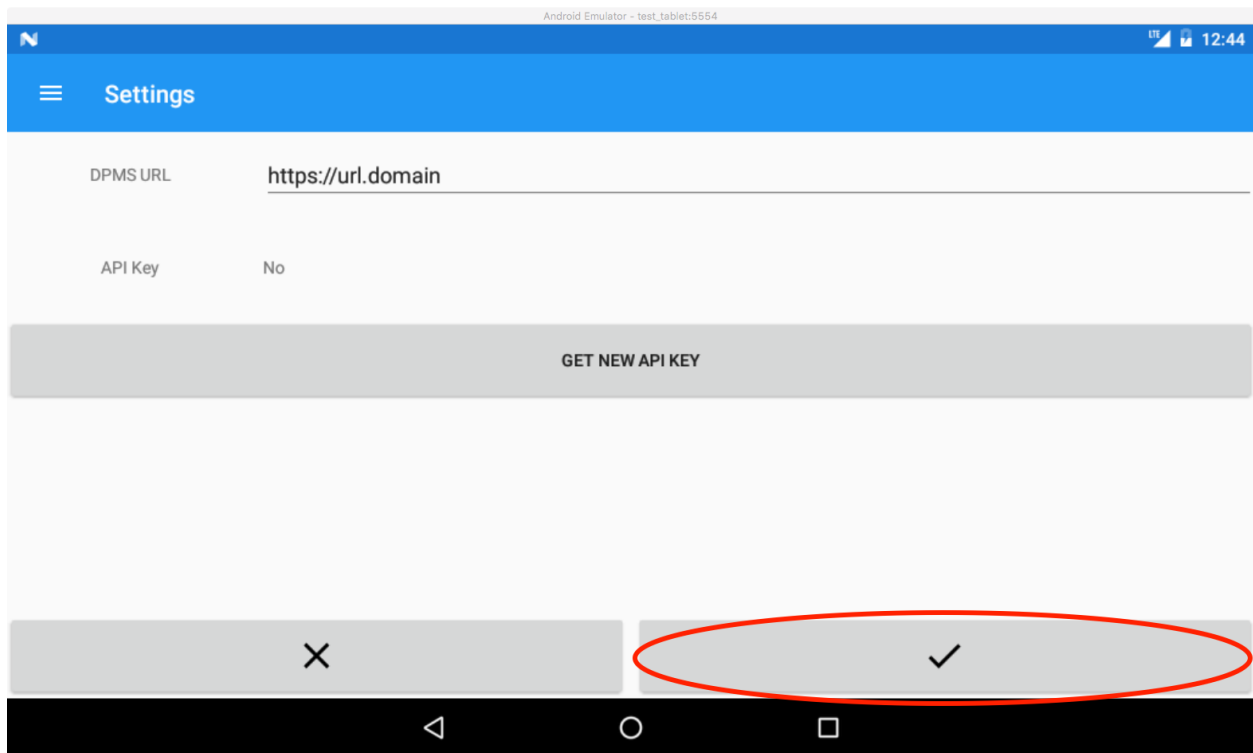 Android Emulator - test_tablet:5554
LTE 12:44
Settings
DPMS URL https://url.domain
API Key No
GET NEW API KEY